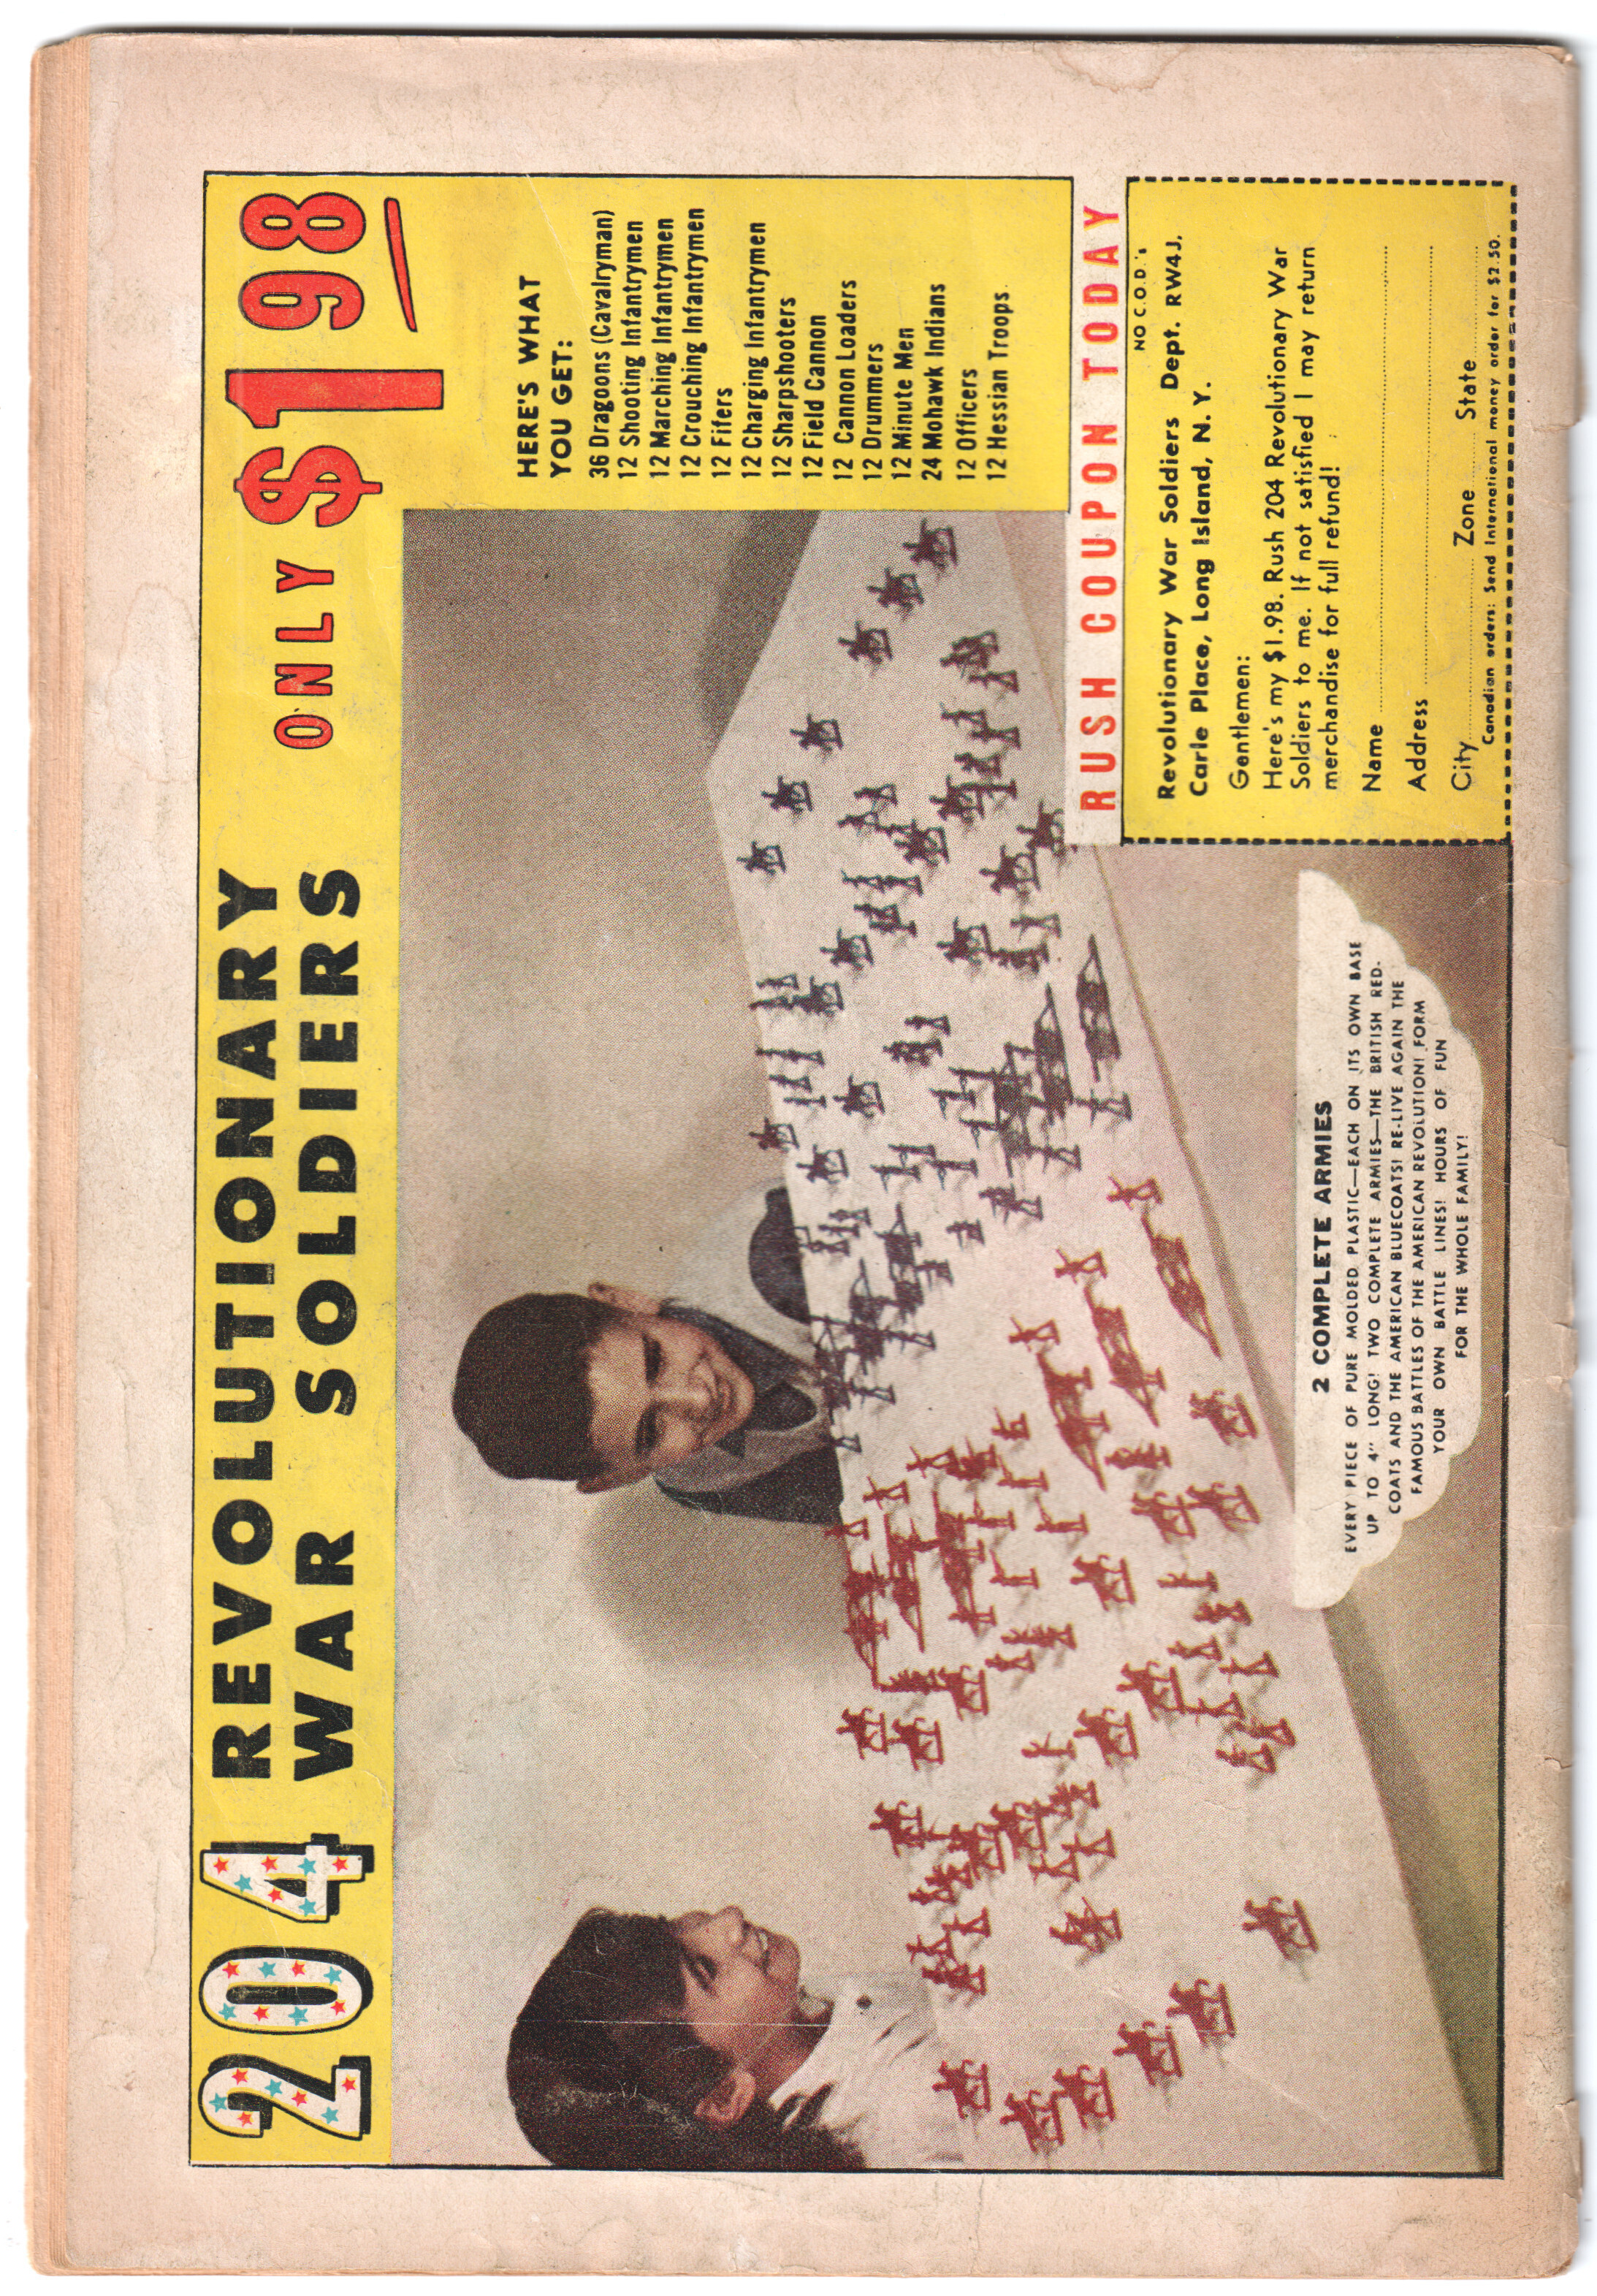 204 REVOLUTIONARY
WAR SOLDIERS
ONLY $198
HERE'S WHAT
YOU GET:
36 Dragoons (Cavalryman)
12 Shooting Infantrymen
12 Marching Infantrymen
12 Crouching Infantrymen
12 Fifers
12 Charging Infantrymen
12 Sharpshooters
12 Field Cannon
12 Cannon Loaders
12 Drummers
12 Minute Men
24 Mohawk Indians
12 Officers
12 Hessian Troops
2 COMPLETE ARMIES
EVERY PIECE OF PURE MOLDED PLASTIC—EACH ON ITS OWN BASE
UP TO 4" LONG! TWO COMPLETE ARMIES—THE BRITISH RED-
COATS AND THE AMERICAN BLUECOATS! RE-LIVE AGAIN THE
FAMOUS BATTLES OF THE AMERICAN REVOLUTION! FORM
YOUR OWN BATTLE LINES! HOURS OF FUN
FOR THE WHOLE FAMILY!
RUSH COUPON TODAY
NO C.O.D.'s
Revolutionary War Soldiers Dept. RW4J,
Carle Place, Long Island, N. Y.
Gentlemen:
Here's my $1.98. Rush 204 Revolutionary War
Soldiers to me. If not satisfied I may return
merchandise for full refund!
Name
Address
City Zone State
Canadian orders: Send International money order for $2.50.